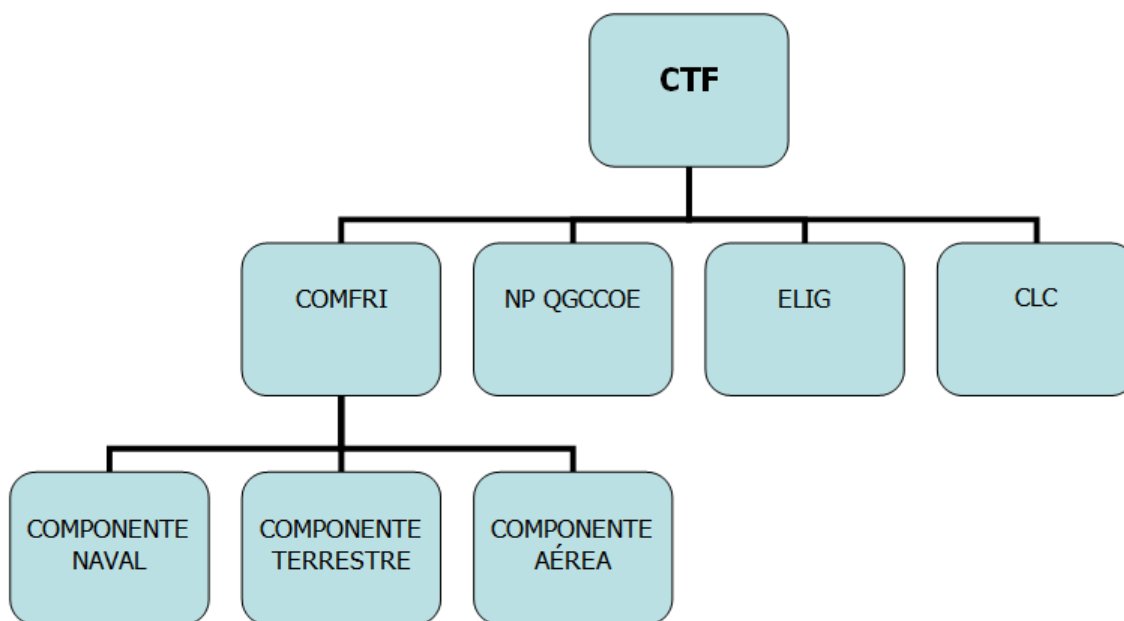 CTF
COMFRI
NP QGCCOE
ELIG
CLC
COMPONENTE
NAVAL
COMPONENTE
TERRESTRE
COMPONENTE
AÉREA